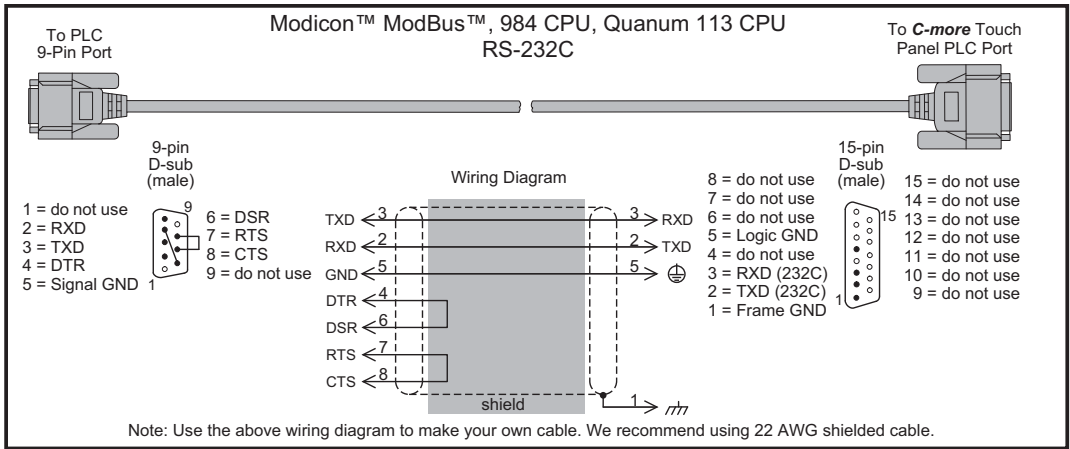 Modicon™ ModBus™, 984 CPU, Quanum 113 CPU
RS-232C
To PLC
9-Pin Port
To C-more Touch
Panel PLC Port
9-pin
D-sub
(male)
1 = do not use
2 = RXD
3 = TXD
4 = DTR
5 = Signal GND
9
1
6 = DSR
7 = RTS
8 = CTS
9 = do not use
Wiring Diagram
TXD 3 3 RXD
RXD 2 2 TXD
GND 5 5
DTR 4
DSR 6
RTS 7
CTS 8
shield
1
8 = do not use
7 = do not use
6 = do not use
5 = Logic GND
4 = do not use
3 = RXD (232C)
2 = TXD (232C)
1 = Frame GND
15-pin
D-sub
(male)
15
1
15 = do not use
14 = do not use
13 = do not use
12 = do not use
11 = do not use
10 = do not use
9 = do not use
Note: Use the above wiring diagram to make your own cable. We recommend using 22 AWG shielded cable.